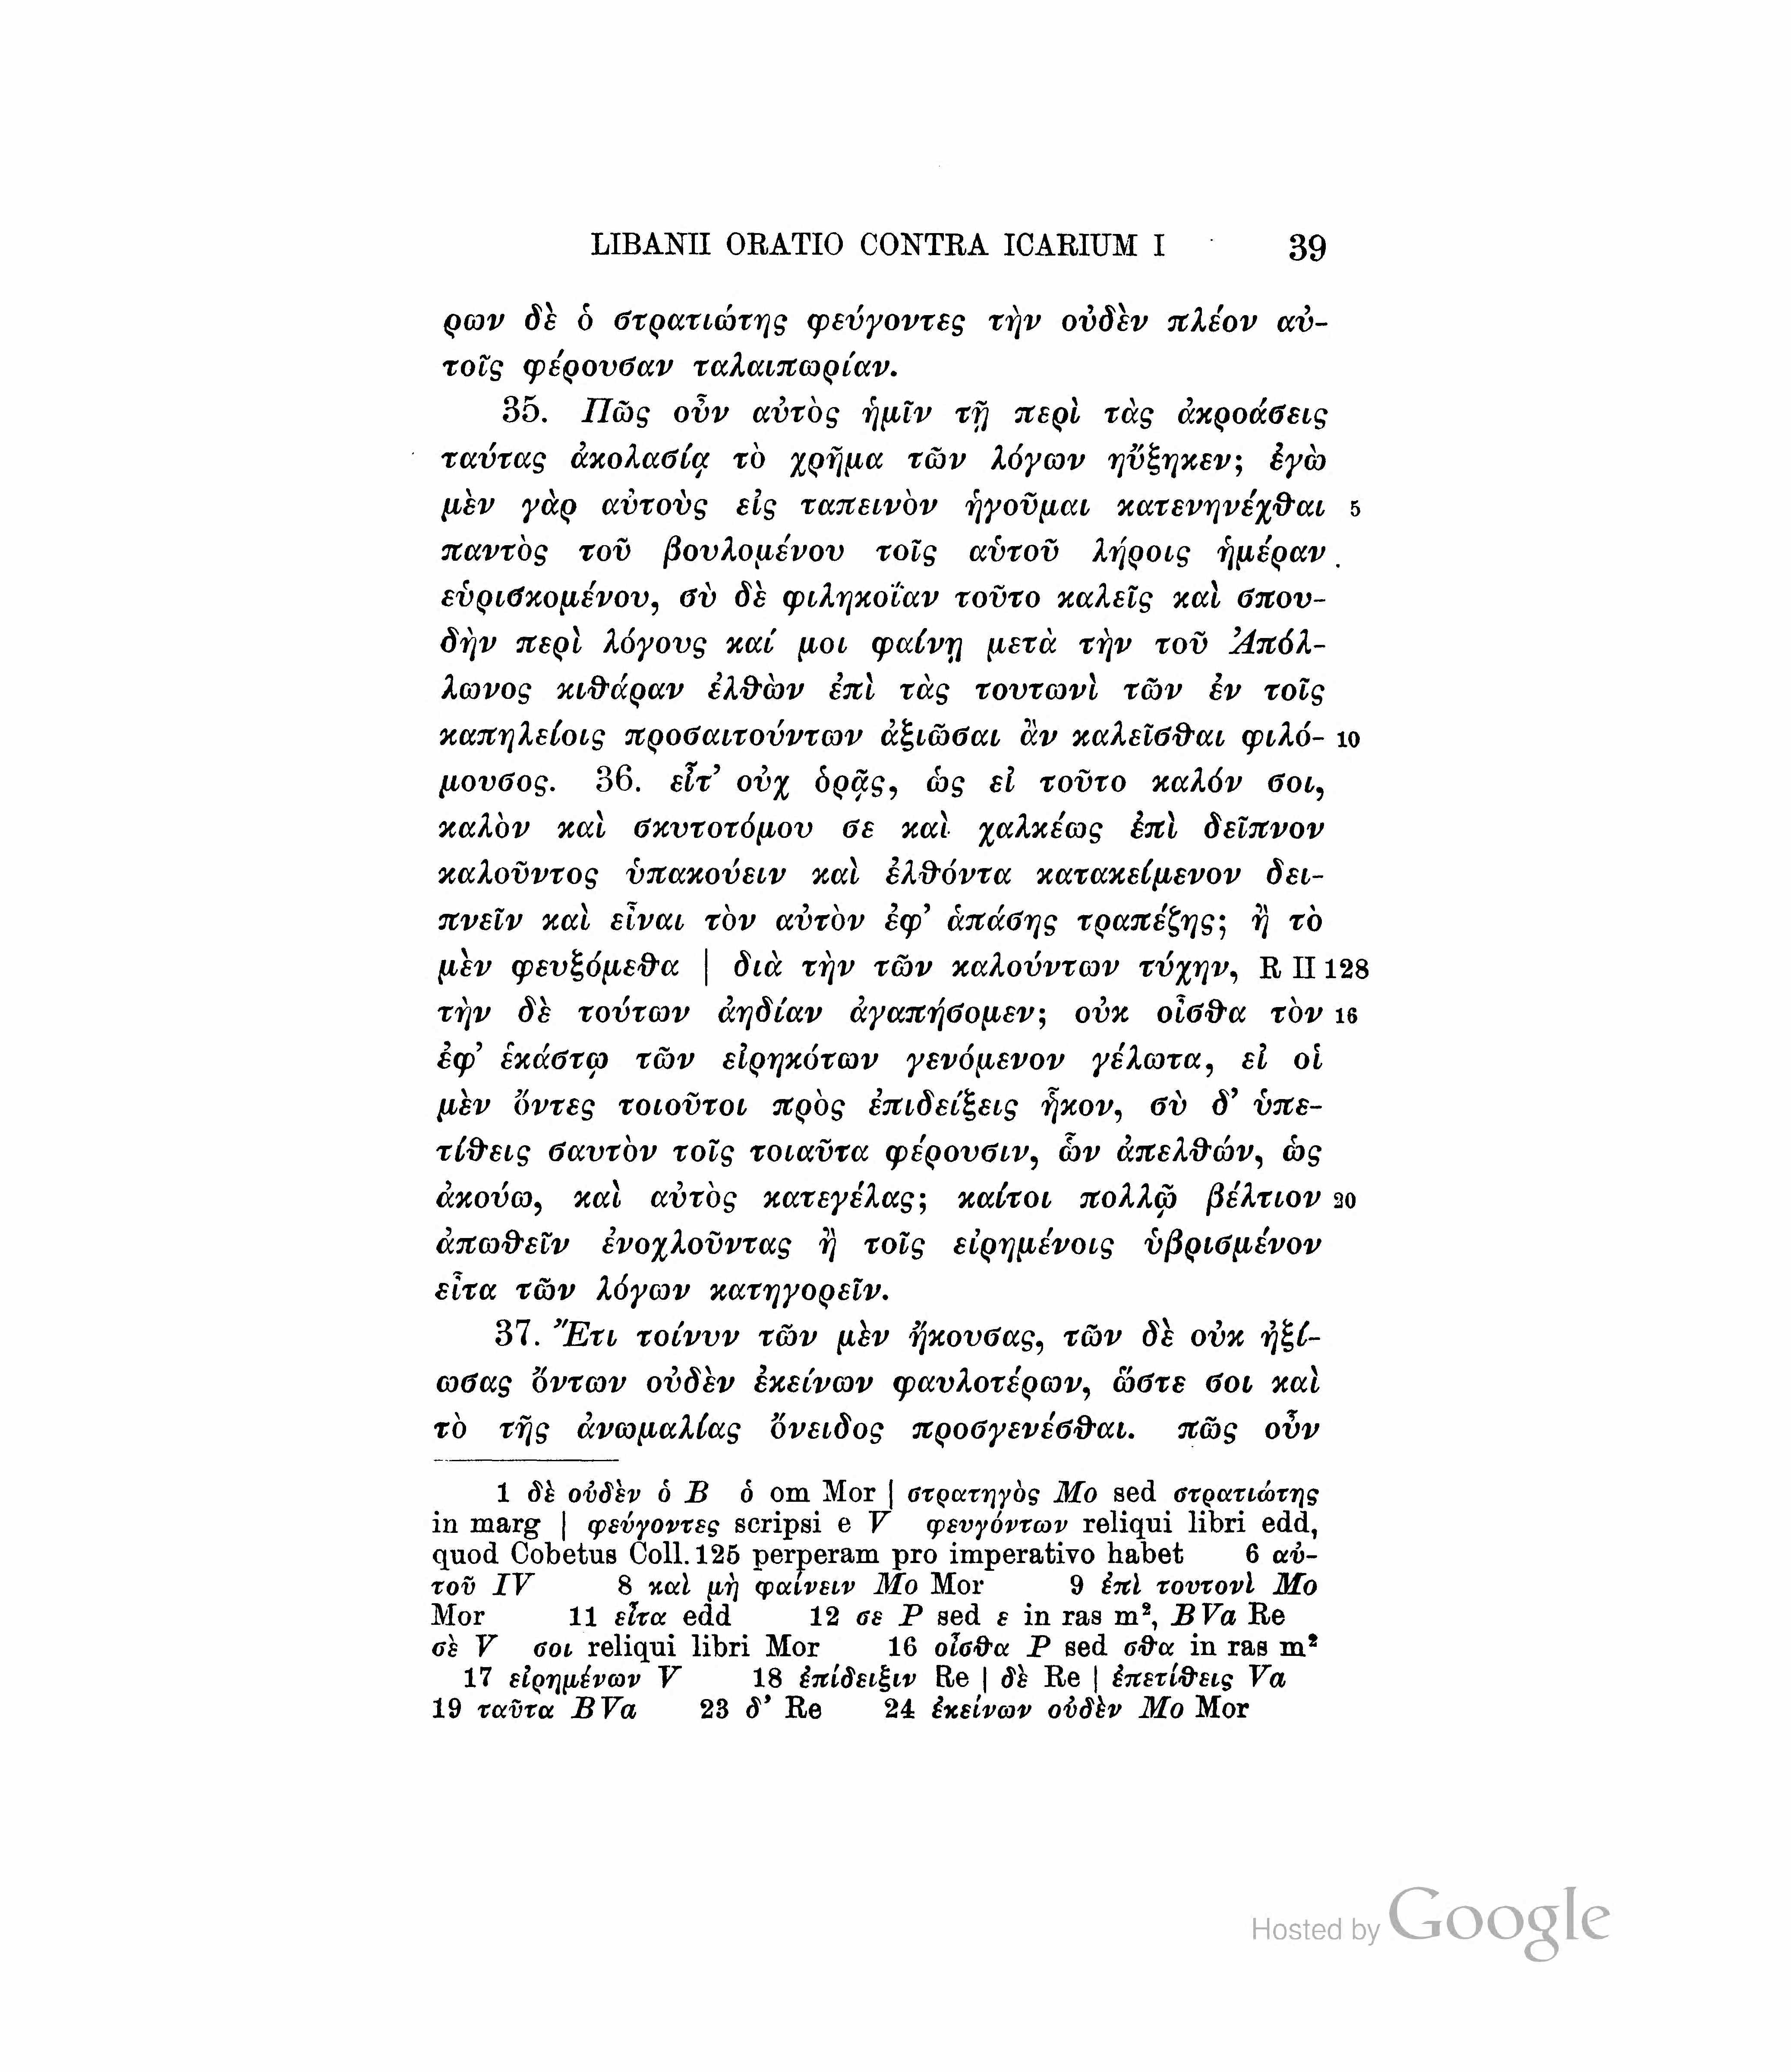 LIBANII ORATIO CONTRA ICARIUM I 39
ρων δὲ ὁ στρατιώτης φεύγοντες τὴν οὐδὲν πλέον αὐ-
τοῖς φέρουσαν ταλαιπωρίαν.
35. Πῶς οὖν αὐτὸς ἡμῖν τῇ περὶ τὰς ἀκροάσεις
ταύτας ἀκολασίᾳ τὸ χρῆμα τῶν λόγων ηὔξηκεν; ἐγὼ
μὲν γὰρ αὐτοὺς εἰς ταπεινὸν ἡγοῦμαι κατενηνέχθαι 5
παντὸς τοῦ βουλομένου τοῖς αὑτοῦ λήροις ἡμέραν
εὑρισκομένου, σὺ δὲ φιληκοΐαν τοῦτο καλεῖς καὶ σπου-
δὴν περὶ λόγους καί μοι φαίνῃ μετὰ τὴν τοῦ Ἀπόλ-
λωνος κιθάραν ἐλθὼν ἐπὶ τὰς τουτωνὶ τῶν ἐν τοῖς
καπηλείοις προσαιτούντων ἀξιῶσαι ἂν καλεῖσθαι φιλό- 10
μουσος. 36. εἶτ’ οὐχ ὁρᾷς, ὡς εἰ τοῦτο καλόν σοι,
καλὸν καὶ σκυτοτόμου σε καὶ χαλκέως ἐπὶ δεῖπνον
καλοῦντος ὑπακούειν καὶ ἐλθόντα κατακείμενον δει-
πνεῖν καὶ εἶναι τὸν αὐτὸν ἐφ’ ἁπάσης τραπέζης; ἢ τὸ
μὲν φευξόμεθα | διὰ τὴν τῶν καλούντων τύχην, R II 128
τὴν δὲ τούτων ἀηδίαν ἀγαπήσομεν; οὐκ οἶσθα τὸν 16
ἐφ’ ἑκάστῳ τῶν εἰρηκότων γενόμενον γέλωτα, εἰ οἱ
μὲν ὄντες τοιοῦτοι πρὸς ἐπιδείξεις ἧκον, σὺ δ’ ὑπε-
τίθεις σαυτὸν τοῖς τοιαῦτα φέρουσιν, ὧν ἀπελθών, ὡς
ἀκούω, καὶ αὐτὸς κατεγέλας; καίτοι πολλῷ βέλτιον 20
ἀπωθεῖν ἐνοχλοῦντας ἢ τοῖς εἰρημένοις ὑβρισμένον
εἶτα τῶν λόγων κατηγορεῖν.
37. Ἔτι τοίνυν τῶν μὲν ἤκουσας, τῶν δὲ οὐκ ἠξί-
ωσας ὄντων οὐδὲν ἐκείνων φαυλοτέρων, ὥστε σοι καὶ
τὸ τῆς ἀνωμαλίας ὄνειδος προσγενέσθαι. πῶς οὖν
1 δὲ οὐδὲν ὁ B ὁ om Mor | στρατηγὸς Mo sed στρατιώτης
in marg | φεύγοντες scripsi e V φευγόντων reliqui libri edd,
quod Cobetus Coll. 125 perperam pro imperativo habet 6 αὐ-
τοῦ IV 8 καὶ μὴ φαίνειν Mo Mor 9 ἐπὶ τουτονὶ Mo
Mor 11 εἶτα edd 12 σε P sed ε in ras m², BVa Re
σὲ V σοι reliqui libri Mor 16 οἶσθα P sed σθα in ras m²
17 εἰρημένων V 18 ἐπίδειξιν Re | δὲ Re | ἐπετίθεις Va
19 ταῦτα BVa 23 δ’ Re 24 ἐκείνων οὐδὲν Mo Mor
Hosted by Google